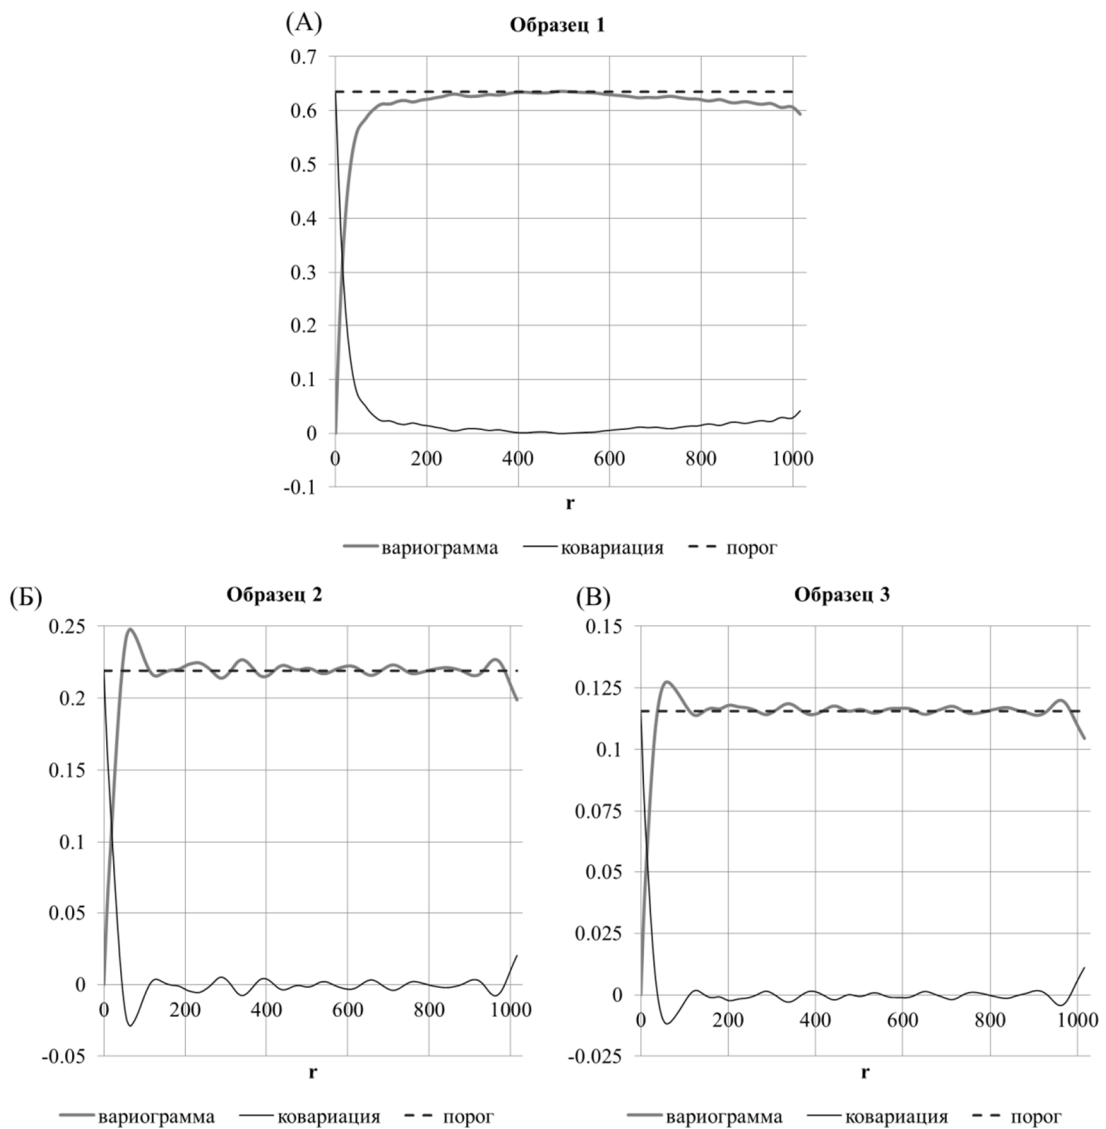 (А)
Образец 1
0.7
0.6
0.5
0.4
0.3
0.2
0.1
0
-0.1
0 200 400 600 800 1000
r
вариограмма ковариация порог
(Б)
Образец 2
0.25
0.2
0.15
0.1
0.05
0
-0.05
0 200 400 600 800 1000
r
вариограмма ковариация порог
(В)
Образец 3
0.15
0.125
0.1
0.075
0.05
0.025
0
-0.025
0 200 400 600 800 1000
r
вариограмма ковариация порог